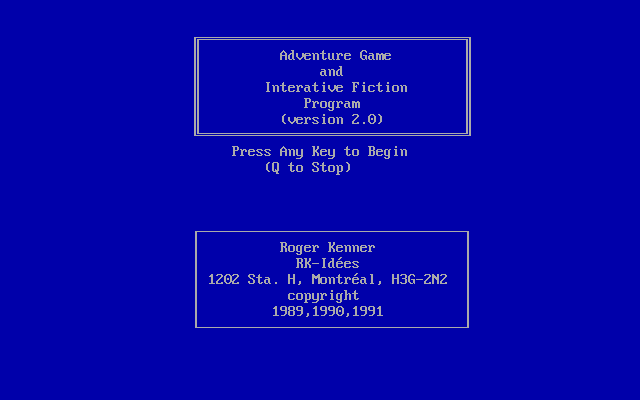 Adventure Game
and
Interative Fiction
Program
(version 2.0)
Press Any Key to Begin
(Q to Stop)
Roger Kenner
RK-Idées
1202 Sta. H, Montréal, H3G-2N2
copyright
1989,1990,1991